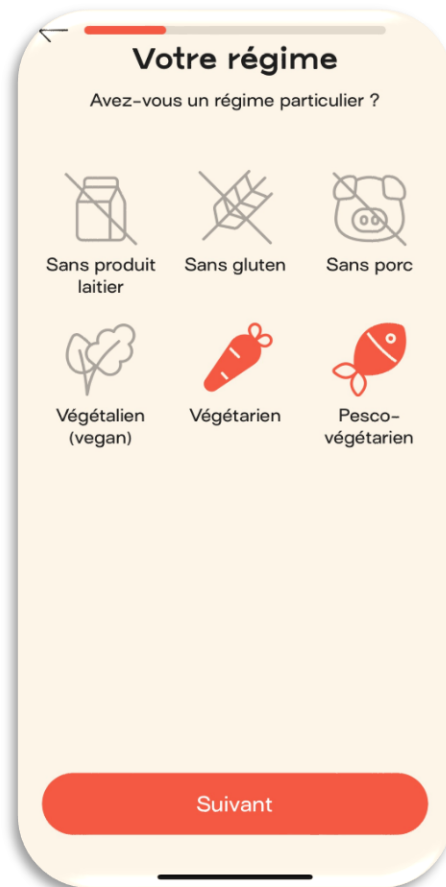 Votre régime
Avez-vous un régime particulier ?
Sans produit
laitier
Sans gluten
Sans porc
Végétalien
(vegan)
Végétarien
Pesco-
végétarien
Suivant